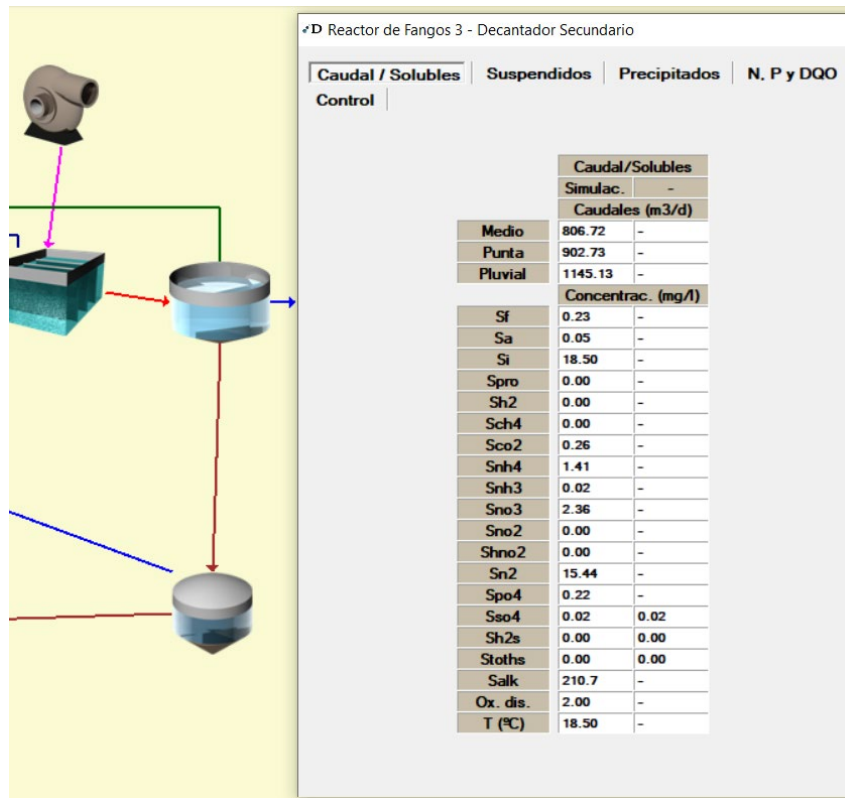 D Reactor de Fangos 3 - Decantador Secundario
Caudal / Solubles Suspendidos Precipitados N, P y DQO
Control
Caudal/Solubles
Simulac. -
Caudales (m3/d)
Medio 806.72 -
Punta 902.73 -
Pluvial 1145.13 -
Concentrac. (mg/l)
Sf 0.23 -
Sa 0.05 -
Si 18.50 -
Spro 0.00 -
Sh2 0.00 -
Sch4 0.00 -
Sco2 0.26 -
Snh4 1.41 -
Snh3 0.02 -
Sno3 2.36 -
Sno2 0.00 -
Shno2 0.00 -
Sn2 15.44 -
Spo4 0.22 -
Sso4 0.02 0.02
Sh2s 0.00 0.00
Stoths 0.00 0.00
Salk 210.7 -
Ox. dis. 2.00 -
T (ºC) 18.50 -